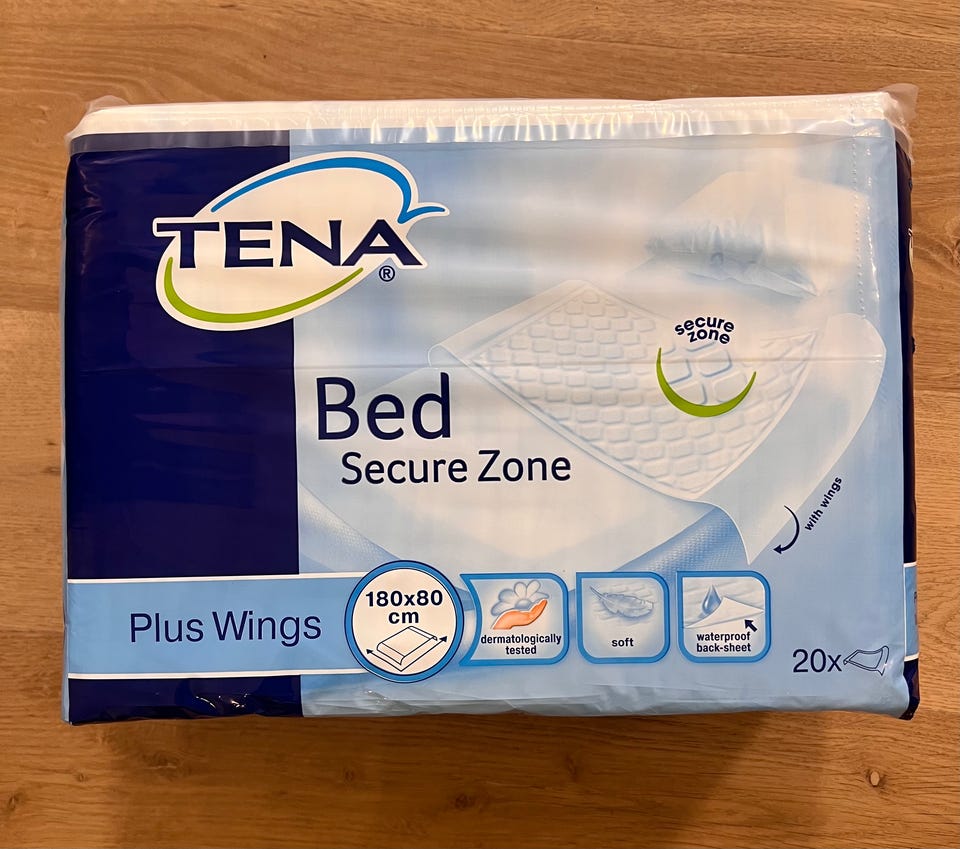 TENA
®
secure
zone
Bed
Secure Zone
with wings
Plus Wings
180x80
cm
dermatologically
tested
soft
waterproof
back-sheet
20x